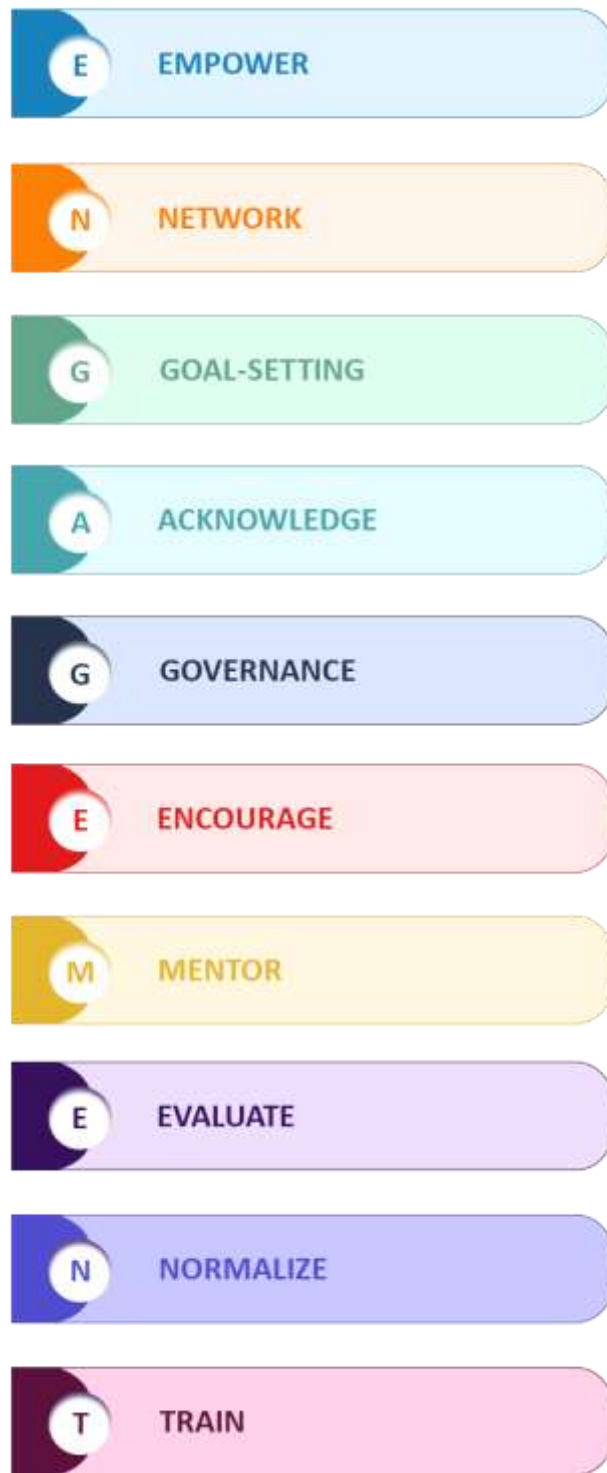 E EMPOWER
N NETWORK
G GOAL-SETTING
A ACKNOWLEDGE
G GOVERNANCE
E ENCOURAGE
M MENTOR
E EVALUATE
N NORMALIZE
T TRAIN